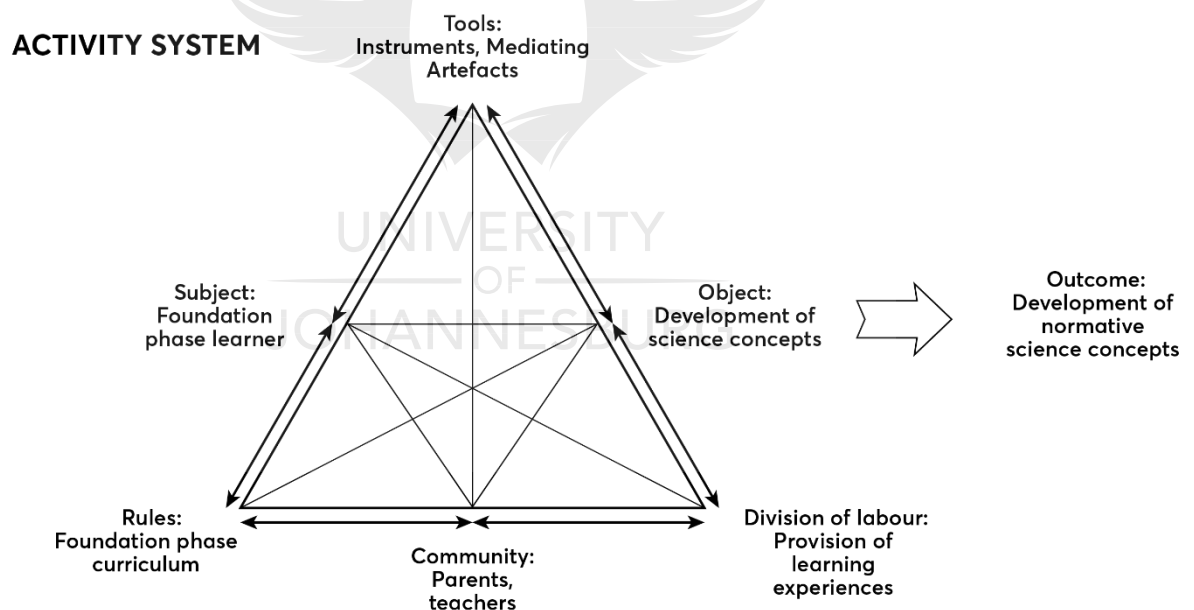 ACTIVITY SYSTEM
Tools:
Instruments, Mediating
Artefacts
UNIVERSITY
OF
JOHANNESBURG
Subject:
Foundation
phase learner
Object:
Development of
science concepts
Outcome:
Development of
normative
science concepts
Rules:
Foundation phase
curriculum
Community:
Parents,
teachers
Division of labour:
Provision of
learning
experiences